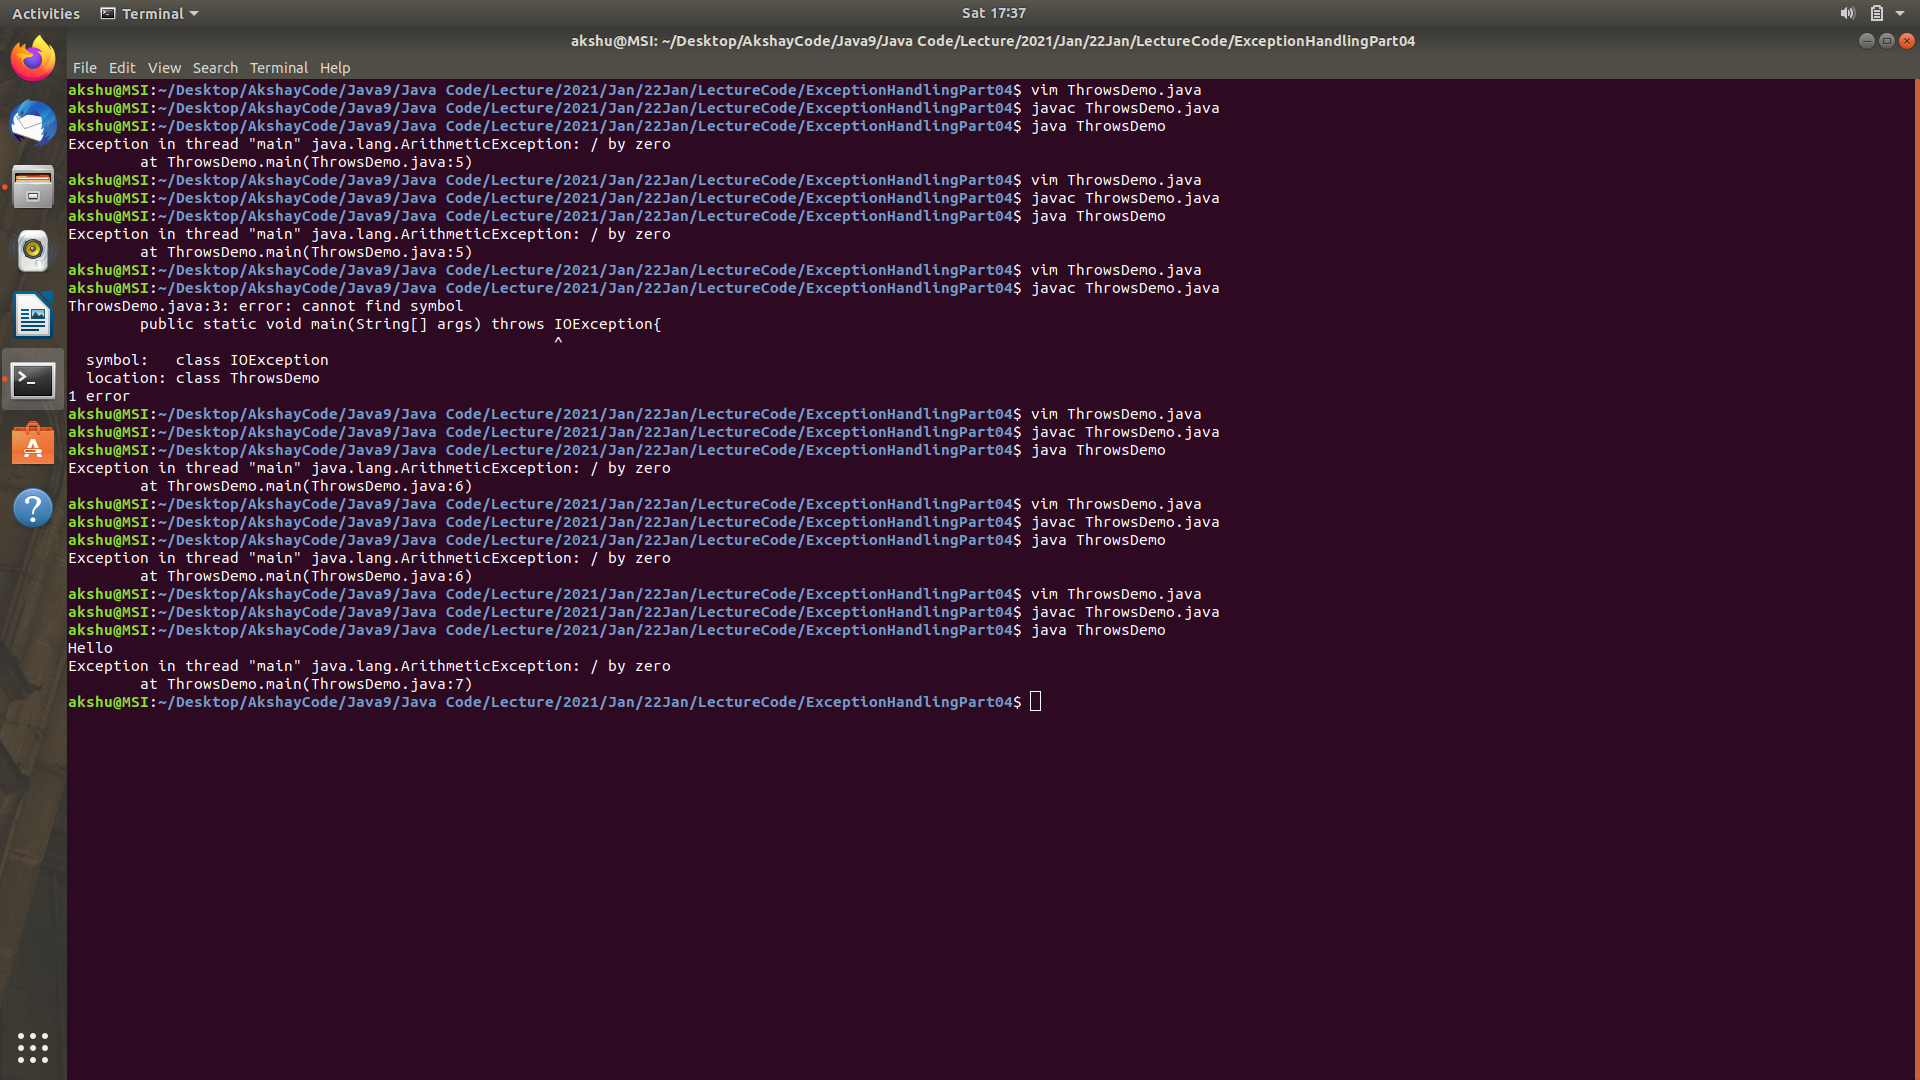 Activities Terminal Sat 17:37
akshu@MSI: ~/Desktop/AkshayCode/Java9/Java Code/Lecture/2021/Jan/22Jan/LectureCode/ExceptionHandlingPart04
File Edit View Search Terminal Help
akshu@MSI:~/Desktop/AkshayCode/Java9/Java Code/Lecture/2021/Jan/22Jan/LectureCode/ExceptionHandlingPart04$ vim ThrowsDemo.java
akshu@MSI:~/Desktop/AkshayCode/Java9/Java Code/Lecture/2021/Jan/22Jan/LectureCode/ExceptionHandlingPart04$ javac ThrowsDemo.java
akshu@MSI:~/Desktop/AkshayCode/Java9/Java Code/Lecture/2021/Jan/22Jan/LectureCode/ExceptionHandlingPart04$ java ThrowsDemo
Exception in thread "main" java.lang.ArithmeticException: / by zero
        at ThrowsDemo.main(ThrowsDemo.java:5)
akshu@MSI:~/Desktop/AkshayCode/Java9/Java Code/Lecture/2021/Jan/22Jan/LectureCode/ExceptionHandlingPart04$ vim ThrowsDemo.java
akshu@MSI:~/Desktop/AkshayCode/Java9/Java Code/Lecture/2021/Jan/22Jan/LectureCode/ExceptionHandlingPart04$ javac ThrowsDemo.java
akshu@MSI:~/Desktop/AkshayCode/Java9/Java Code/Lecture/2021/Jan/22Jan/LectureCode/ExceptionHandlingPart04$ java ThrowsDemo
Exception in thread "main" java.lang.ArithmeticException: / by zero
        at ThrowsDemo.main(ThrowsDemo.java:5)
akshu@MSI:~/Desktop/AkshayCode/Java9/Java Code/Lecture/2021/Jan/22Jan/LectureCode/ExceptionHandlingPart04$ vim ThrowsDemo.java
akshu@MSI:~/Desktop/AkshayCode/Java9/Java Code/Lecture/2021/Jan/22Jan/LectureCode/ExceptionHandlingPart04$ javac ThrowsDemo.java
ThrowsDemo.java:3: error: cannot find symbol
        public static void main(String[] args) throws IOException{
                                                      ^
  symbol:   class IOException
  location: class ThrowsDemo
1 error
akshu@MSI:~/Desktop/AkshayCode/Java9/Java Code/Lecture/2021/Jan/22Jan/LectureCode/ExceptionHandlingPart04$ vim ThrowsDemo.java
akshu@MSI:~/Desktop/AkshayCode/Java9/Java Code/Lecture/2021/Jan/22Jan/LectureCode/ExceptionHandlingPart04$ javac ThrowsDemo.java
akshu@MSI:~/Desktop/AkshayCode/Java9/Java Code/Lecture/2021/Jan/22Jan/LectureCode/ExceptionHandlingPart04$ java ThrowsDemo
Exception in thread "main" java.lang.ArithmeticException: / by zero
        at ThrowsDemo.main(ThrowsDemo.java:6)
akshu@MSI:~/Desktop/AkshayCode/Java9/Java Code/Lecture/2021/Jan/22Jan/LectureCode/ExceptionHandlingPart04$ vim ThrowsDemo.java
akshu@MSI:~/Desktop/AkshayCode/Java9/Java Code/Lecture/2021/Jan/22Jan/LectureCode/ExceptionHandlingPart04$ javac ThrowsDemo.java
akshu@MSI:~/Desktop/AkshayCode/Java9/Java Code/Lecture/2021/Jan/22Jan/LectureCode/ExceptionHandlingPart04$ java ThrowsDemo
Exception in thread "main" java.lang.ArithmeticException: / by zero
        at ThrowsDemo.main(ThrowsDemo.java:6)
akshu@MSI:~/Desktop/AkshayCode/Java9/Java Code/Lecture/2021/Jan/22Jan/LectureCode/ExceptionHandlingPart04$ vim ThrowsDemo.java
akshu@MSI:~/Desktop/AkshayCode/Java9/Java Code/Lecture/2021/Jan/22Jan/LectureCode/ExceptionHandlingPart04$ javac ThrowsDemo.java
akshu@MSI:~/Desktop/AkshayCode/Java9/Java Code/Lecture/2021/Jan/22Jan/LectureCode/ExceptionHandlingPart04$ java ThrowsDemo
Hello
Exception in thread "main" java.lang.ArithmeticException: / by zero
        at ThrowsDemo.main(ThrowsDemo.java:7)
akshu@MSI:~/Desktop/AkshayCode/Java9/Java Code/Lecture/2021/Jan/22Jan/LectureCode/ExceptionHandlingPart04$